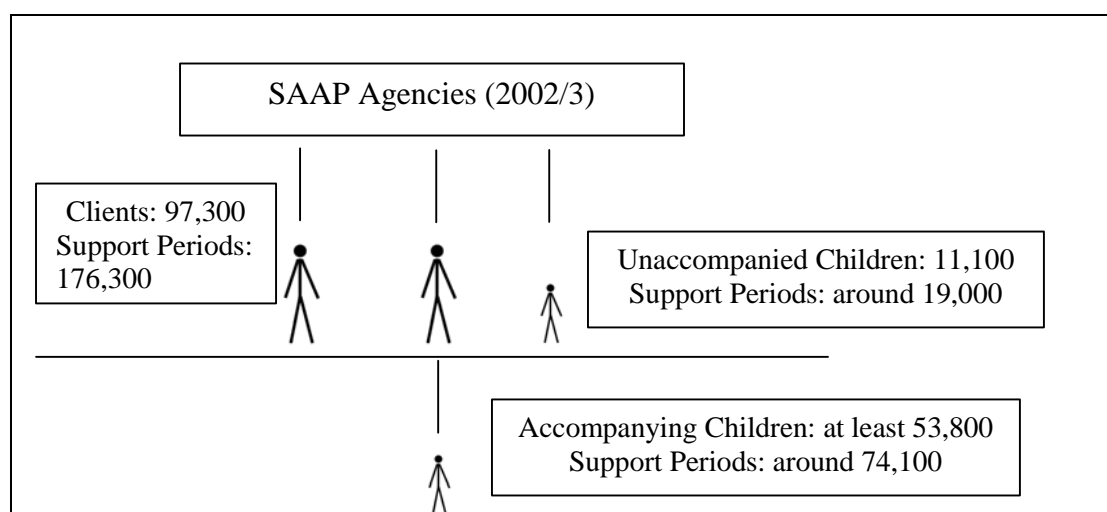 SAAP Agencies (2002/3)
Clients: 97,300
Support Periods:
176,300
Unaccompanied Children: 11,100
Support Periods: around 19,000
Accompanying Children: at least 53,800
Support Periods: around 74,100